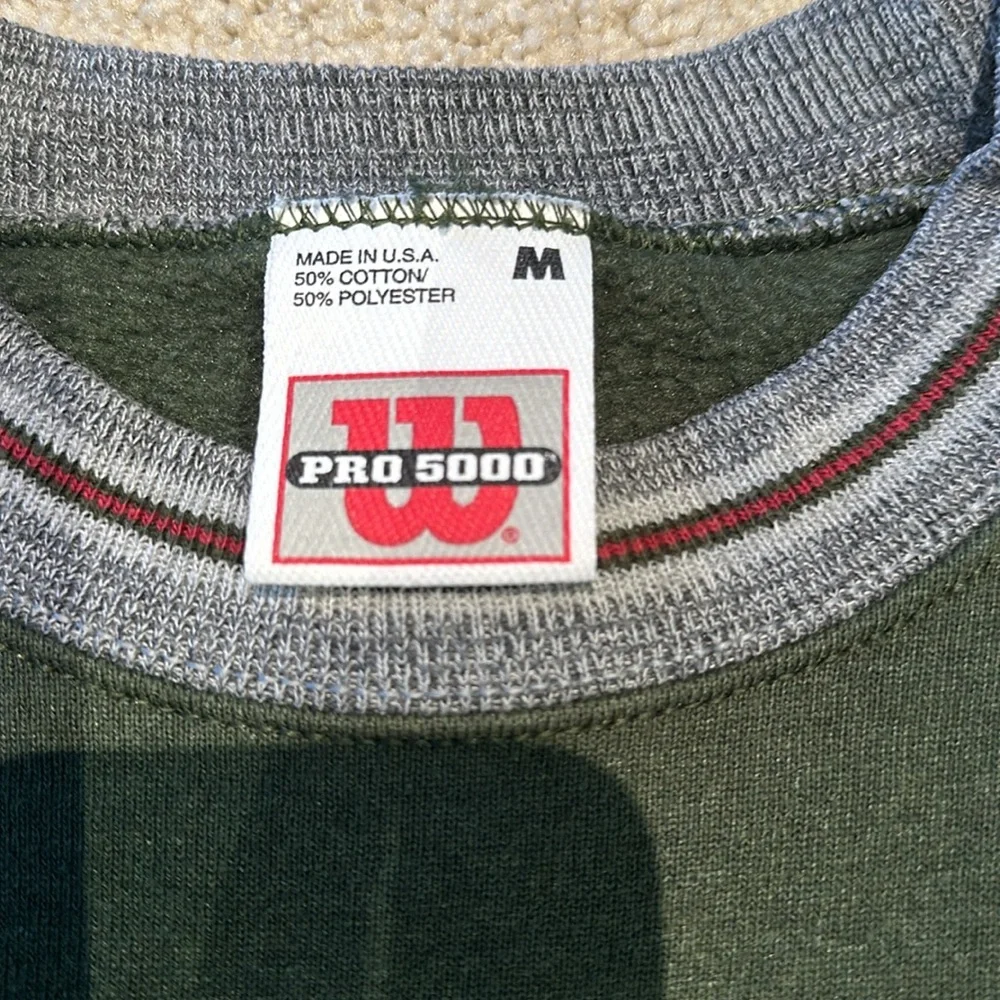 MADE IN U.S.A.
50% COTTON/
50% POLYESTER
M
W
PRO 5000
®